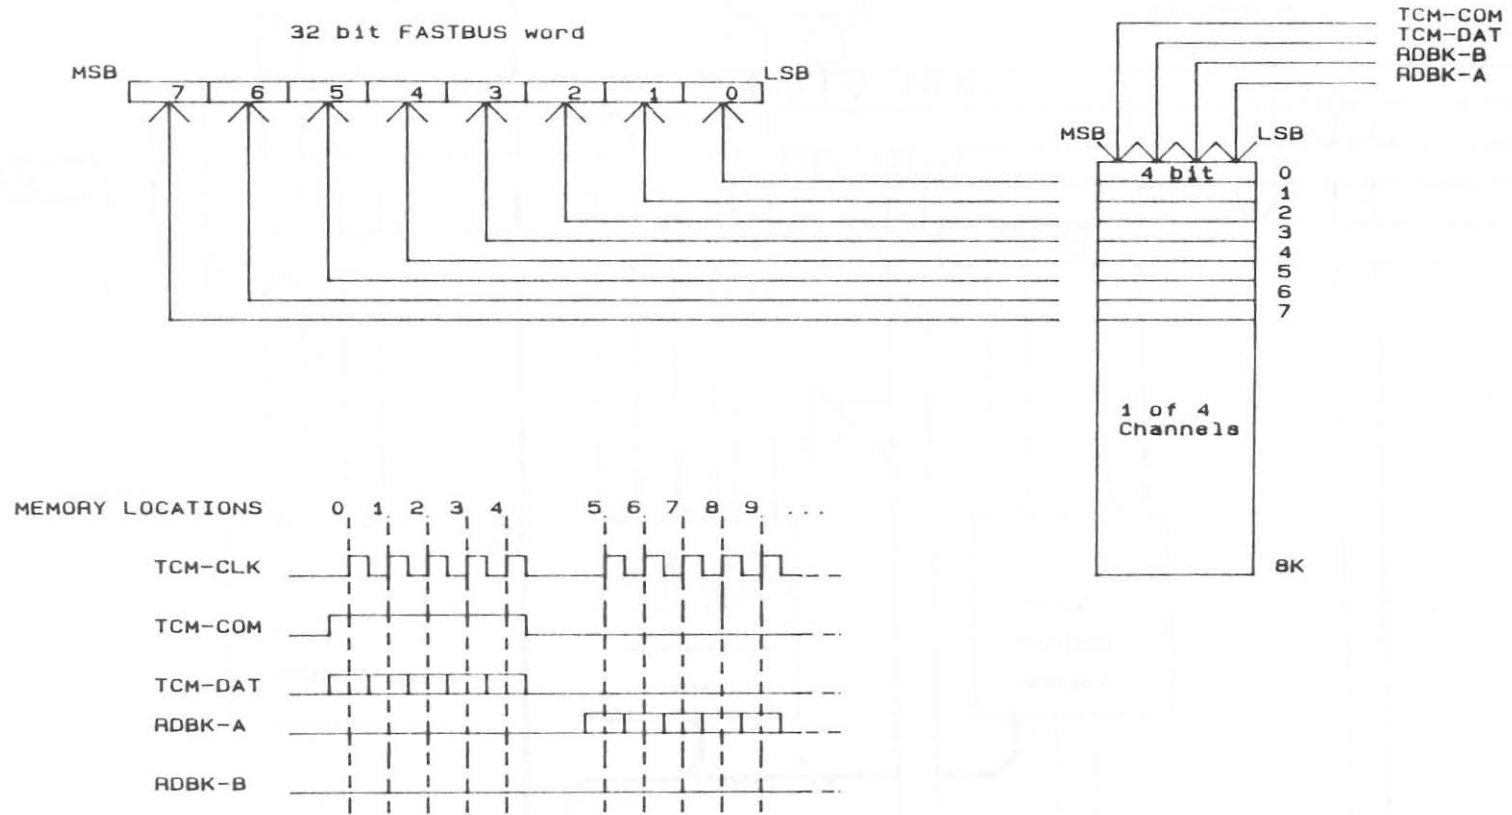 32 bit FASTBUS word
MSB LSB
7 6 5 4 3 2 1 0
TCM-COM
TCM-DAT
RDBK-B
RDBK-A
MSB LSB
4 bit
0
1
2
3
4
5
6
7
1 of 4
Channels
8K
MEMORY LOCATIONS 0 1 2 3 4 5 6 7 8 9 ....
TCM-CLK
TCM-COM
TCM-DAT
RDBK-A
RDBK-B